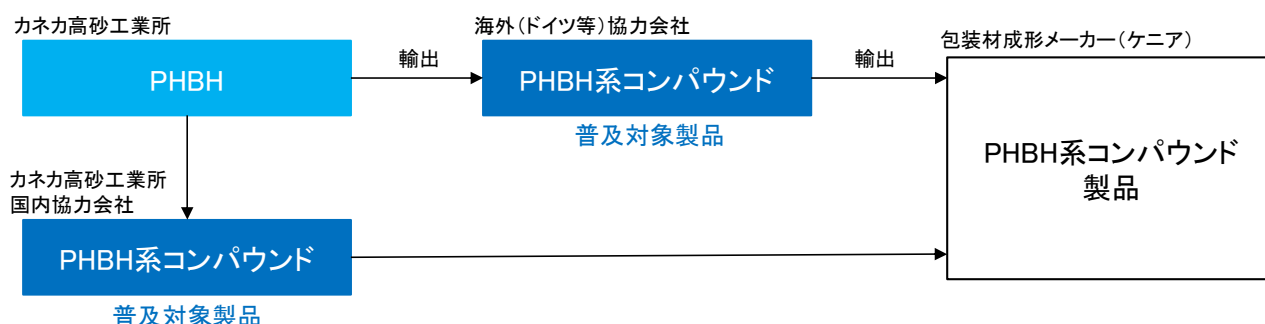 カネカ高砂工業所
PHBH
輸出
海外（ドイツ等）協力会社
PHBH系コンパウンド
普及対象製品
輸出
包装材成形メーカー（ケニア）
PHBH系コンパウンド
製品
カネカ高砂工業所
国内協力会社
PHBH系コンパウンド
普及対象製品